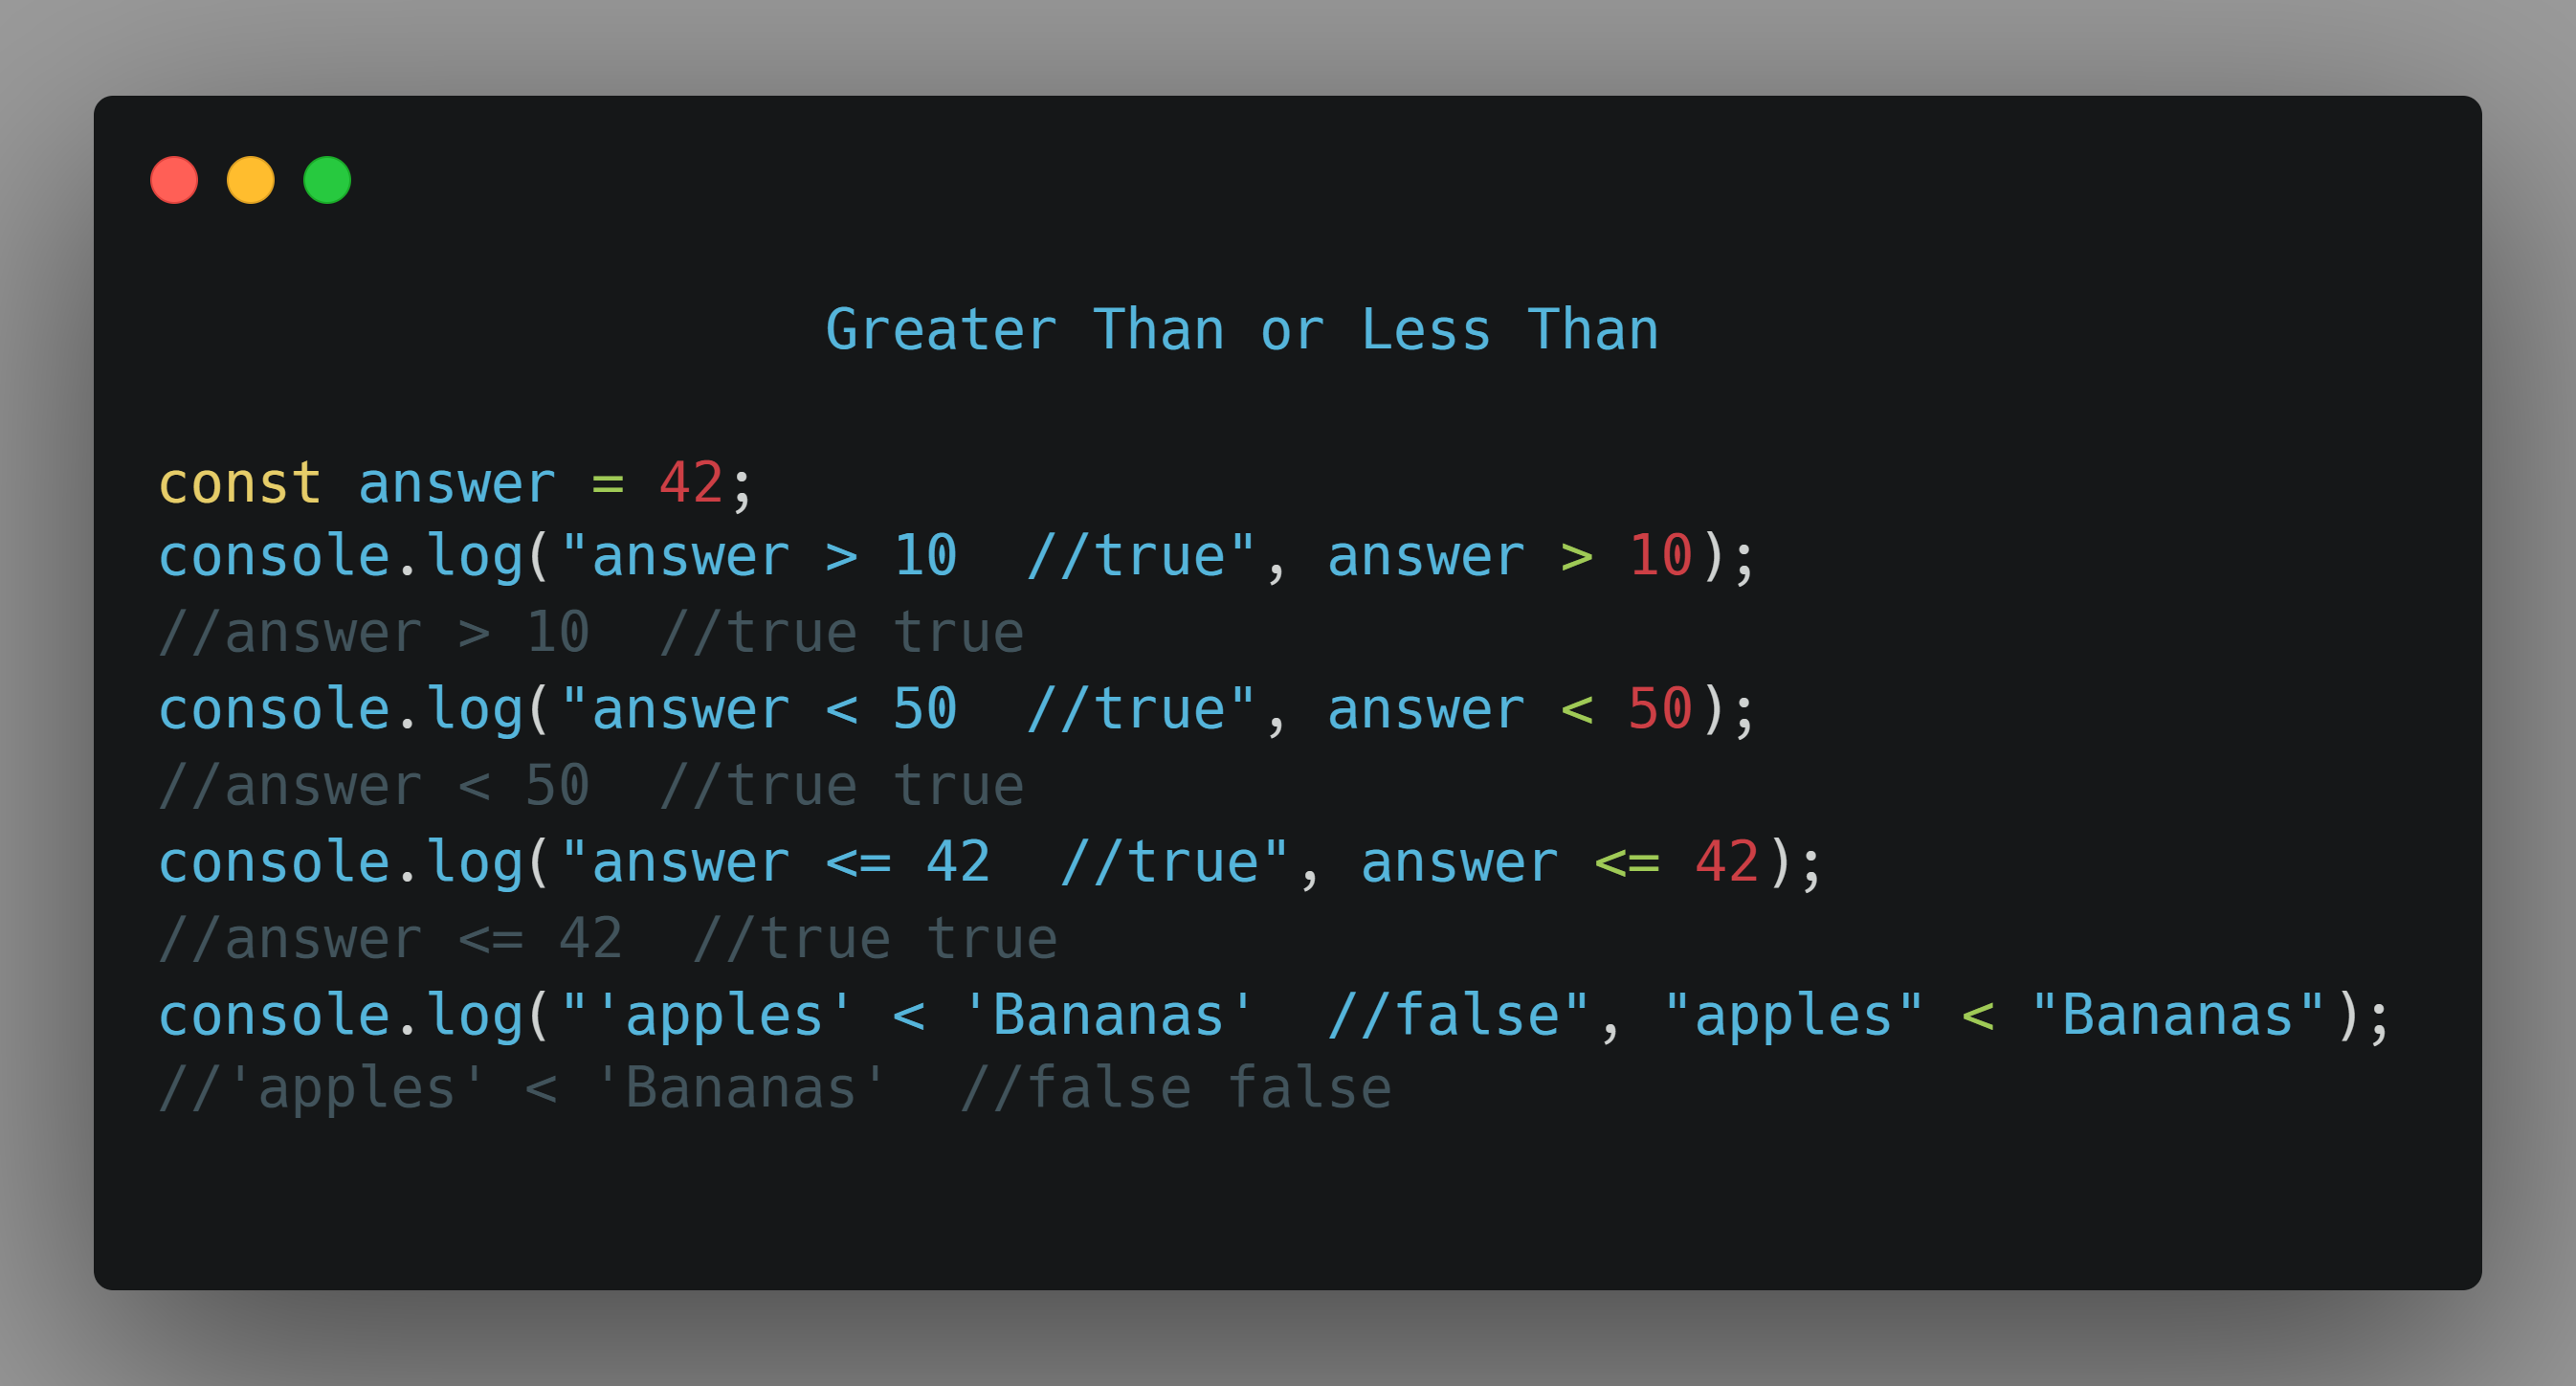 Greater Than or Less Than
const answer = 42;
console.log("answer > 10  //true", answer > 10);
//answer > 10  //true true
console.log("answer < 50  //true", answer < 50);
//answer < 50  //true true
console.log("answer <= 42  //true", answer <= 42);
//answer <= 42  //true true
console.log("'apples' < 'Bananas'  //false", "apples" < "Bananas");
//'apples' < 'Bananas'  //false false